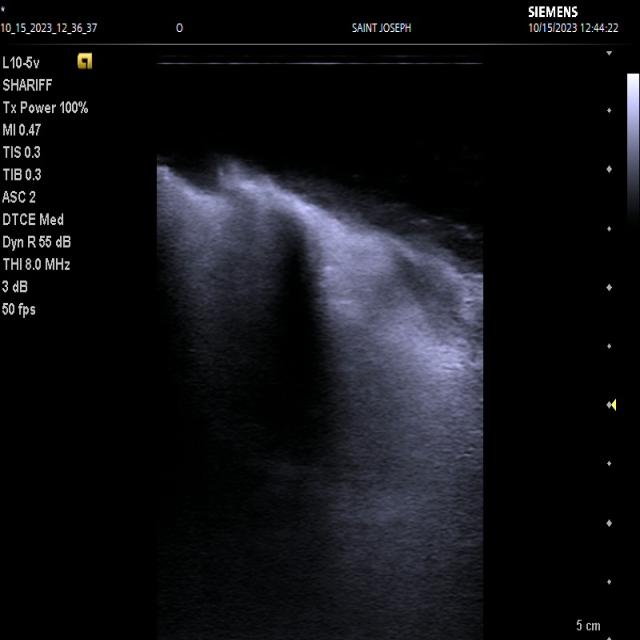 SIEMENS
10_15_2023_12_36_37 O SAINT JOSEPH 10/15/2023 12:44:22
L10-5v
SHARIFF
Tx Power 100%
MI 0.47
TIS 0.3
TIB 0.3
ASC 2
DTCE Med
Dyn R 55 dB
THI 8.0 MHz
3 dB
50 fps
5 cm